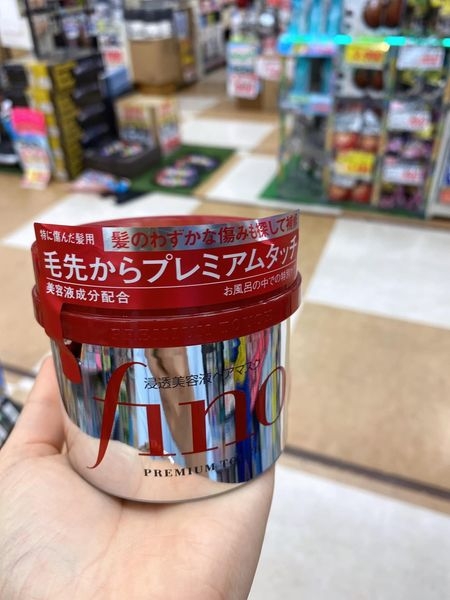 特に傷んだ髪用
髪のわずかな傷みも探して補
毛先からプレミアムタッチ
美容液成分配合
お風呂の中での特別
浸透美容液ヘアマスク
fino
PREMIUM